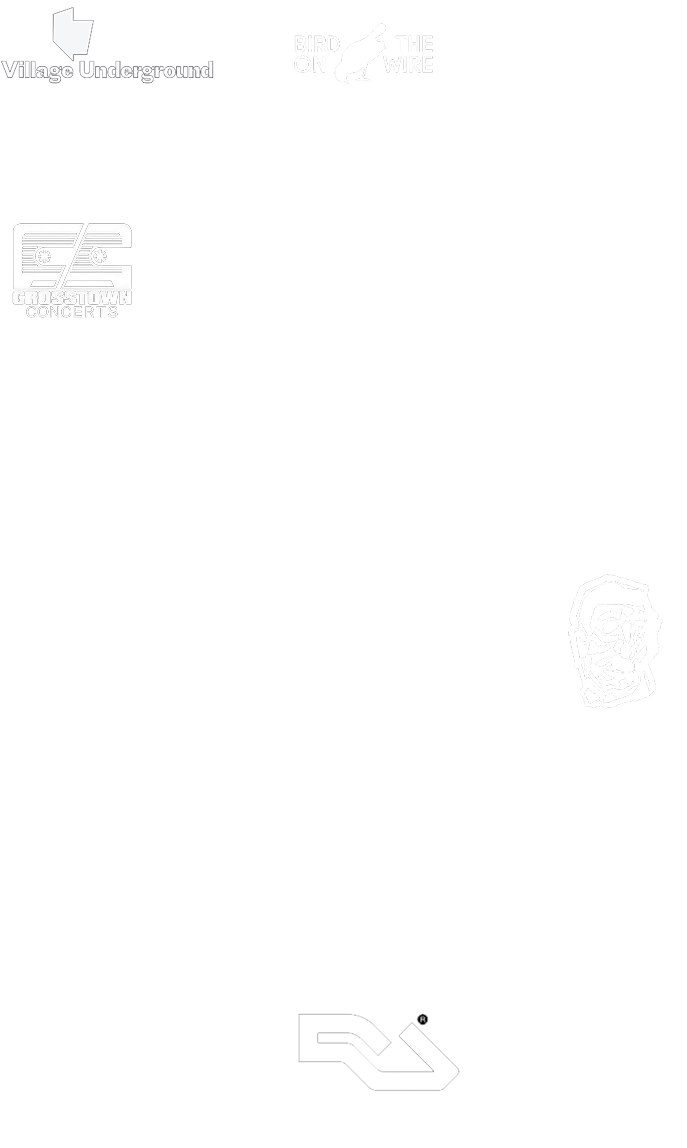 Village Underground
BIRD THE
ON WIRE
CROSSTOWN
CONCERTS
®